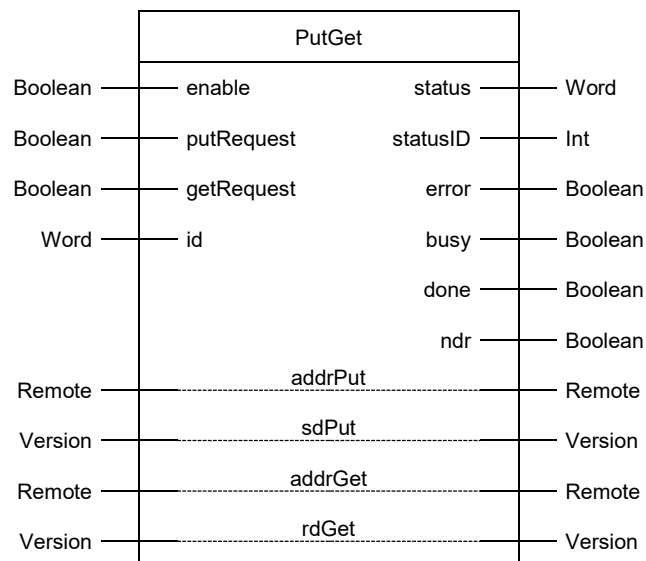 PutGet
Boolean enable status Word
Boolean putRequest statusID Int
Boolean getRequest error Boolean
Word id busy Boolean
done Boolean
ndr Boolean
Remote addrPut Remote
Version sdPut Version
Remote addrGet Remote
Version rdGet Version